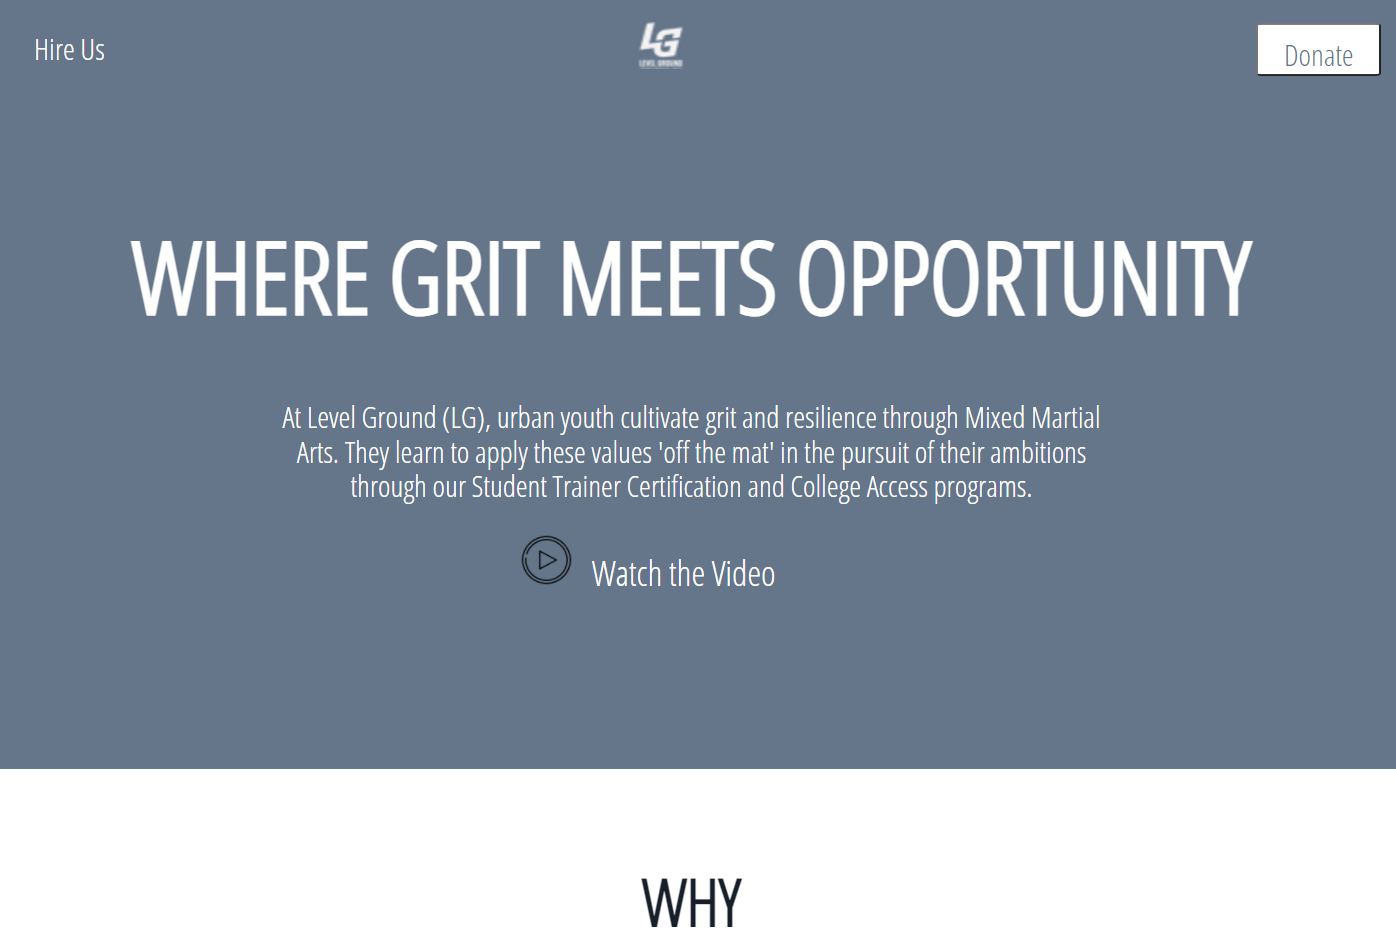 Hire Us
LG
LEVEL GROUND
Donate
WHERE GRIT MEETS OPPORTUNITY
At Level Ground (LG), urban youth cultivate grit and resilience through Mixed Martial
Arts. They learn to apply these values 'off the mat' in the pursuit of their ambitions
through our Student Trainer Certification and College Access programs.
Watch the Video
WHY